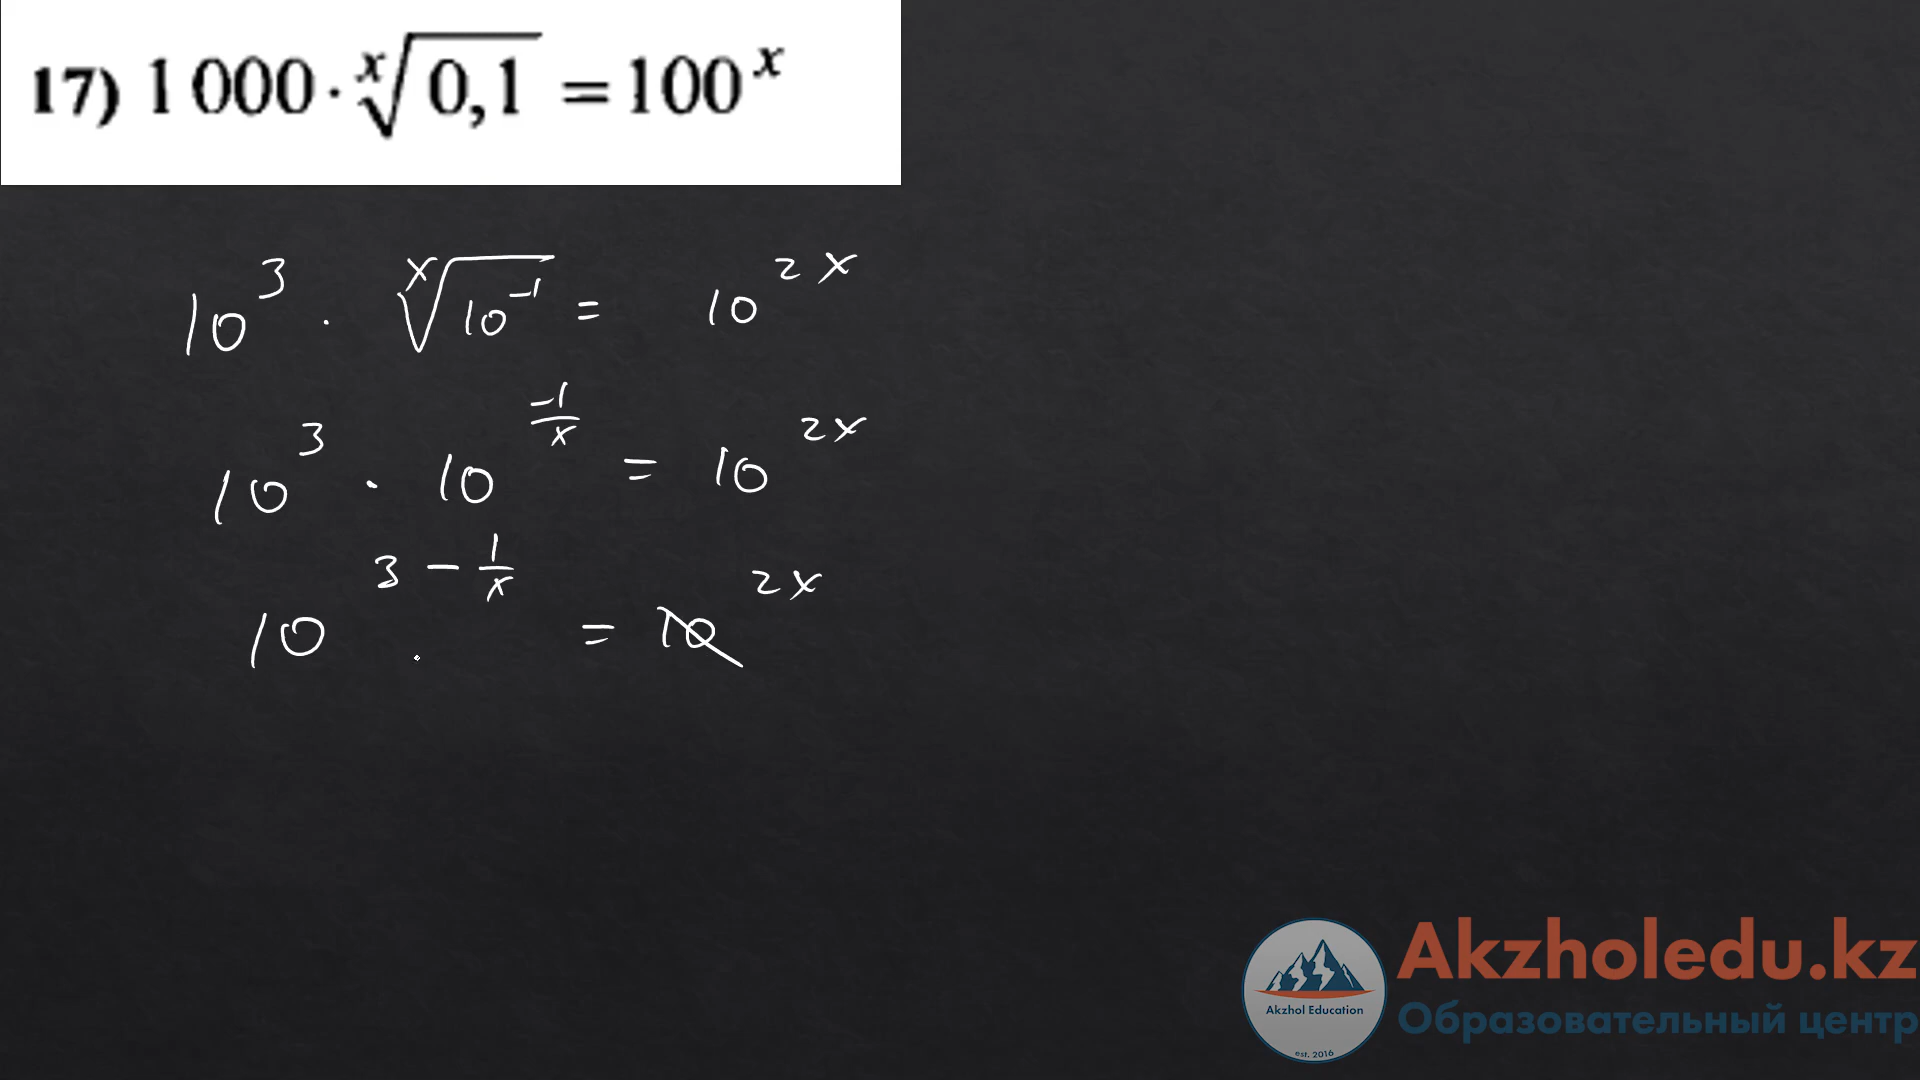 17) 1 000 · ˣ√0,1 = 100ˣ
10³ · ˣ√10⁻¹ = 10²ˣ
10³ · 10^(-1/x) = 10²ˣ
10^(3 - 1/x) = 10²ˣ
Akzholedu.kz
Образовательный центр
Akzhol Education
est. 2016